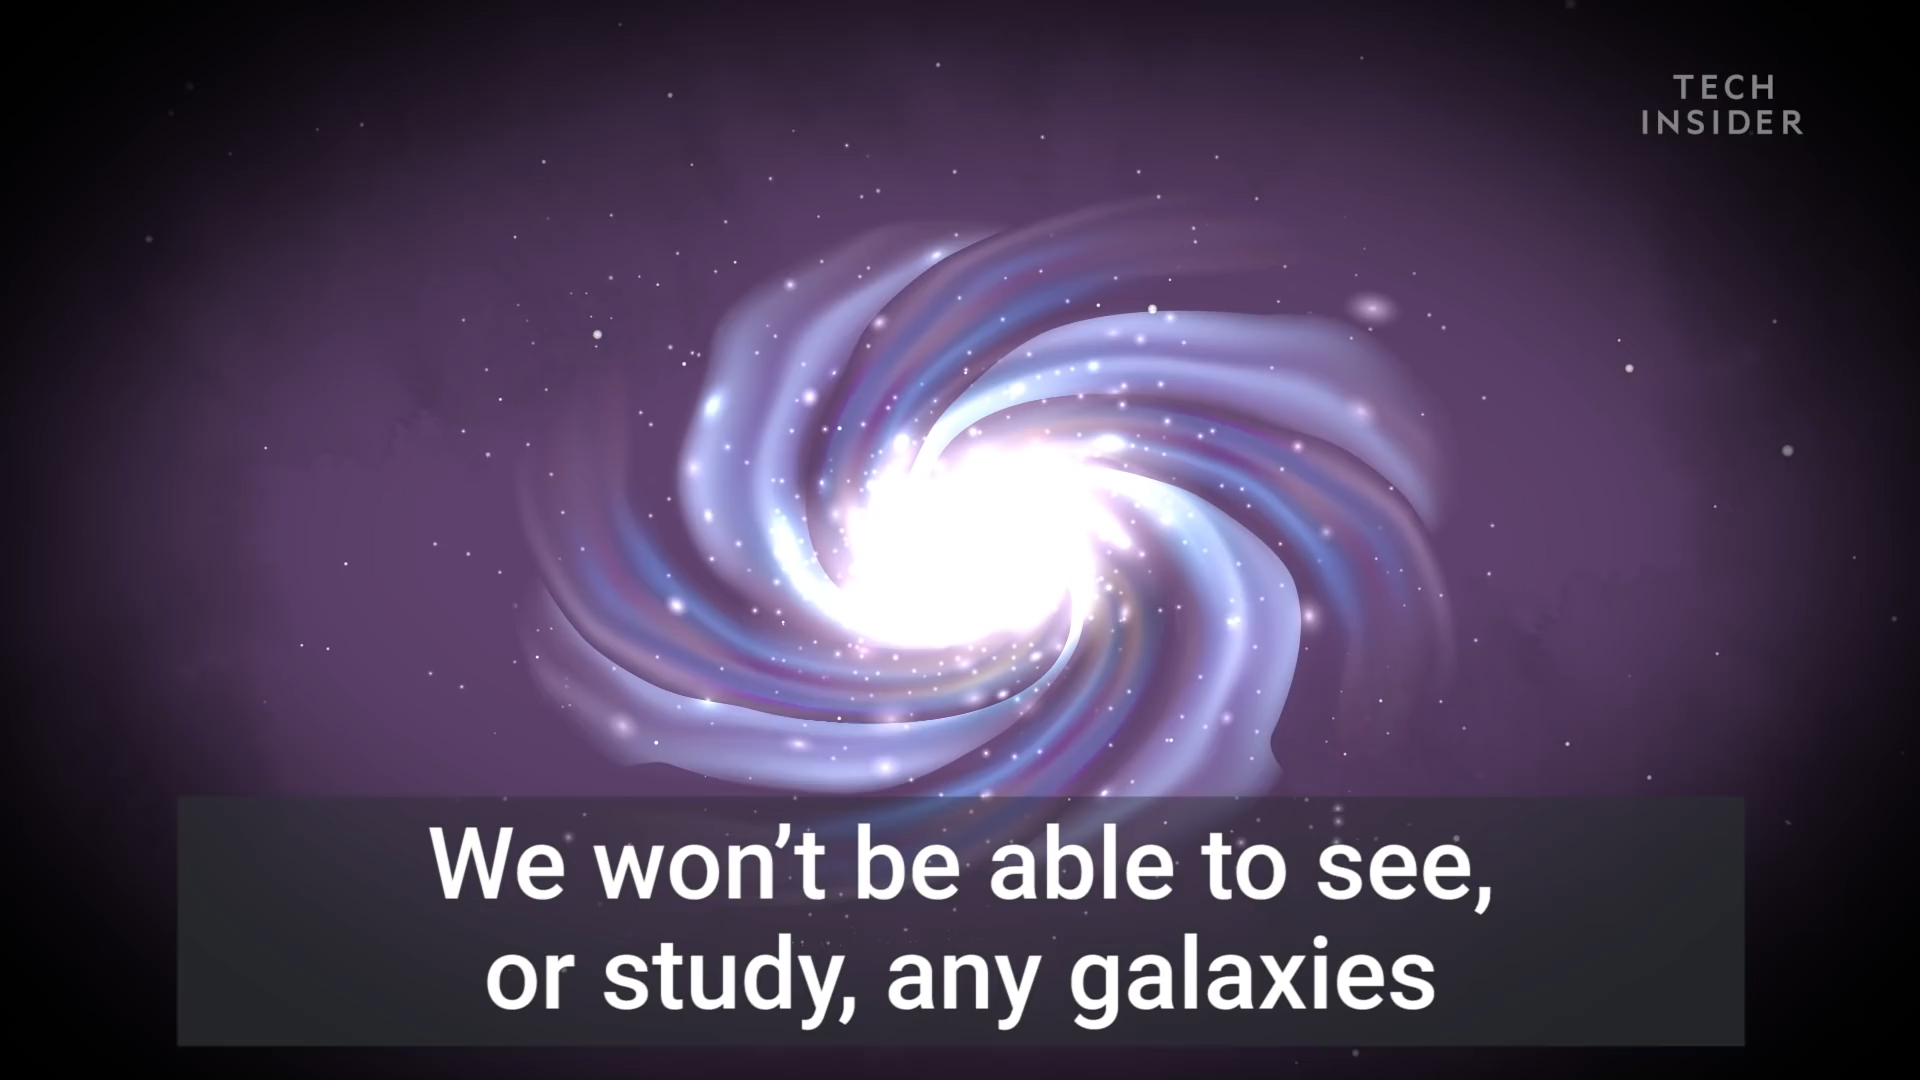 TECH
INSIDER
We won’t be able to see,
or study, any galaxies